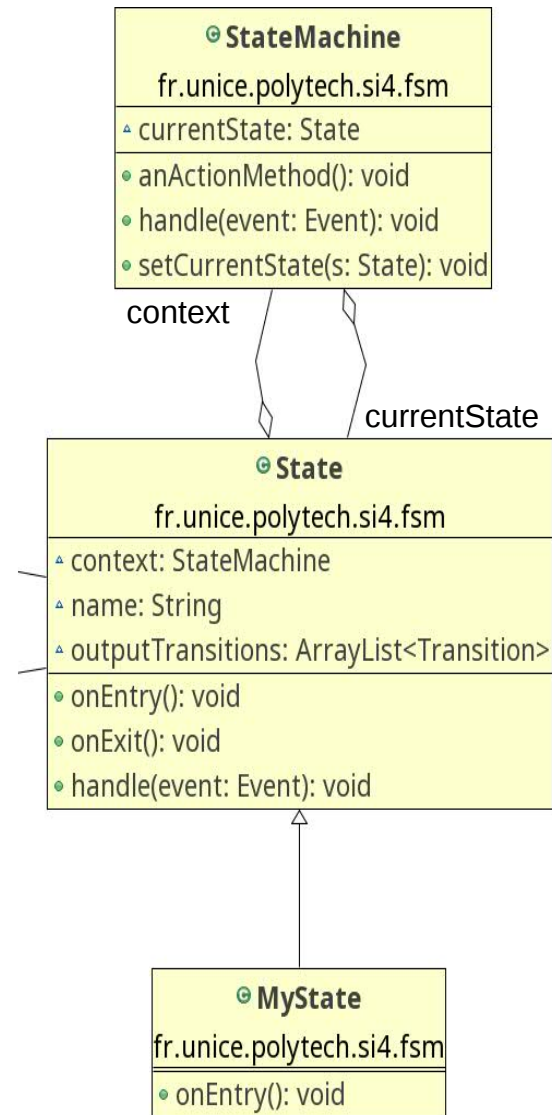 StateMachine
fr.unice.polytech.si4.fsm
currentState: State
anActionMethod(): void
handle(event: Event): void
setCurrentState(s: State): void
context
currentState
State
fr.unice.polytech.si4.fsm
context: StateMachine
name: String
outputTransitions: ArrayList<Transition>
onEntry(): void
onExit(): void
handle(event: Event): void
MyState
fr.unice.polytech.si4.fsm
onEntry(): void